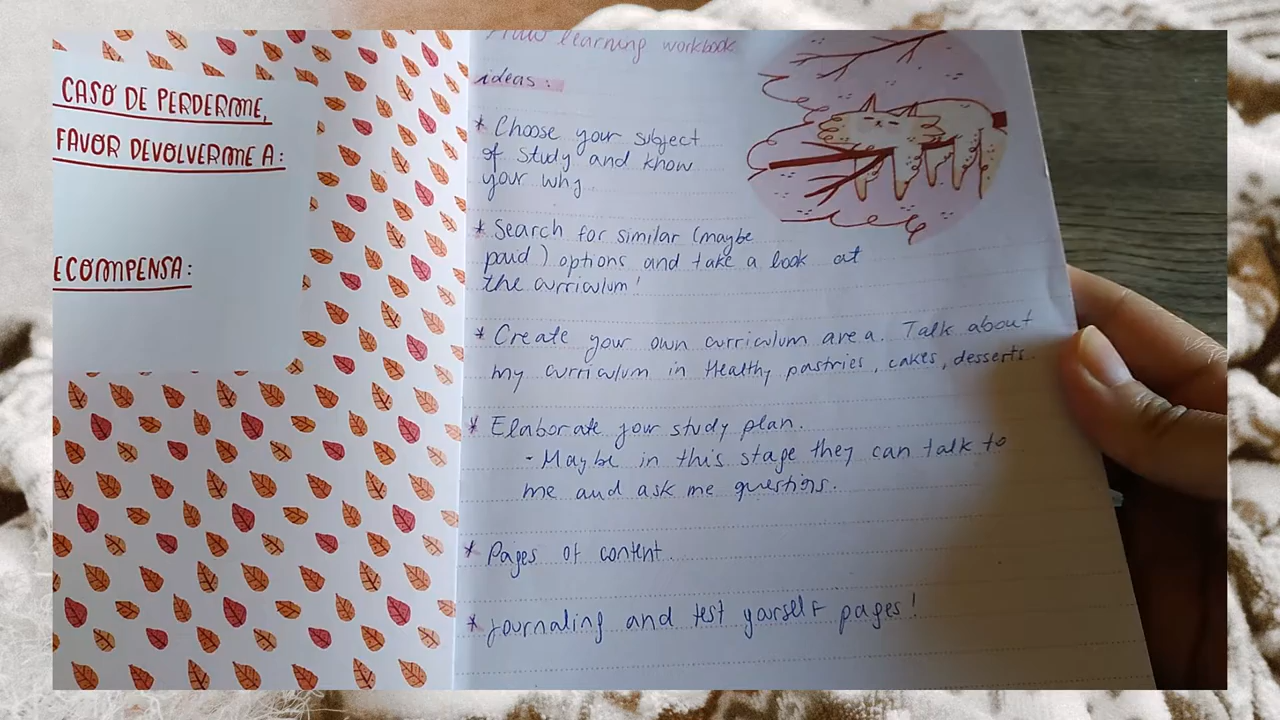 CASO DE PERDERME,
FAVOR DEVOLVERME A:
ECOMPENSA:
learning workbook
ideas:
* Choose your subject
of study and know
your why.
* Search for similar (maybe
paid) options and take a look at
the curriculum!
* Create your own curriculum area. Talk about
my curriculum in Healthy pastries, cakes, desserts.
* Elaborate your study plan.
- Maybe in this stage they can talk to
me and ask me questions.
* Pages of content.
* Journaling and test yourself pages!